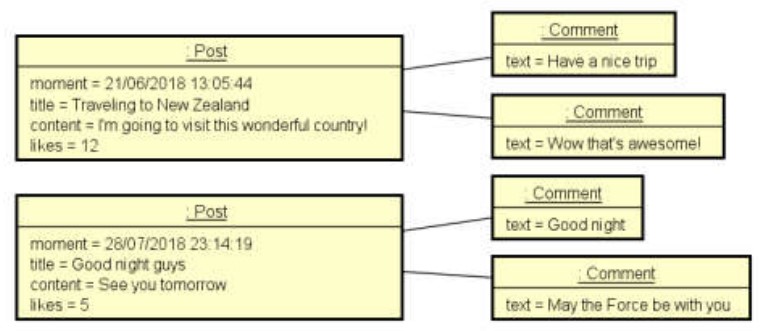 : Post
moment = 21/06/2018 13:05:44
title = Traveling to New Zealand
content = I'm going to visit this wonderful country!
likes = 12
: Comment
text = Have a nice trip
: Comment
text = Wow that's awesome!
: Post
moment = 28/07/2018 23:14:19
title = Good night guys
content = See you tomorrow
likes = 5
: Comment
text = Good night
: Comment
text = May the Force be with you